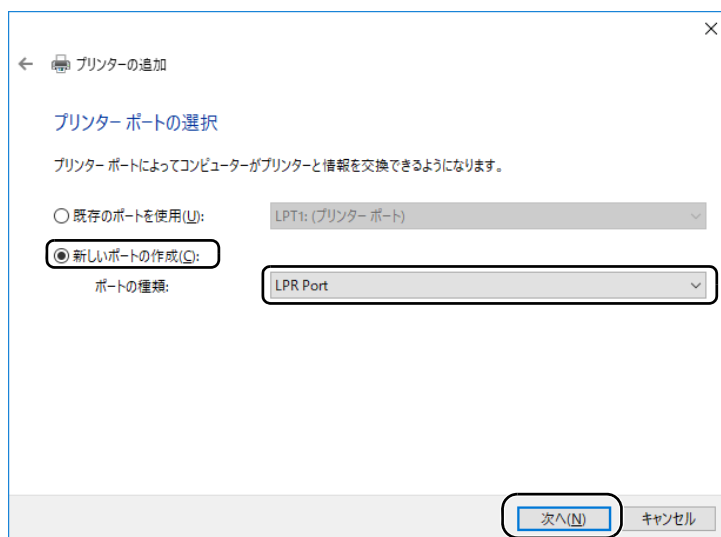 プリンターの追加
プリンター ポートの選択
プリンター ポートによってコンピューターがプリンターと情報を交換できるようになります。
既存のポートを使用(U): LPT1: (プリンター ポート)
新しいポートの作成(C):
ポートの種類: LPR Port
次へ(N) キャンセル